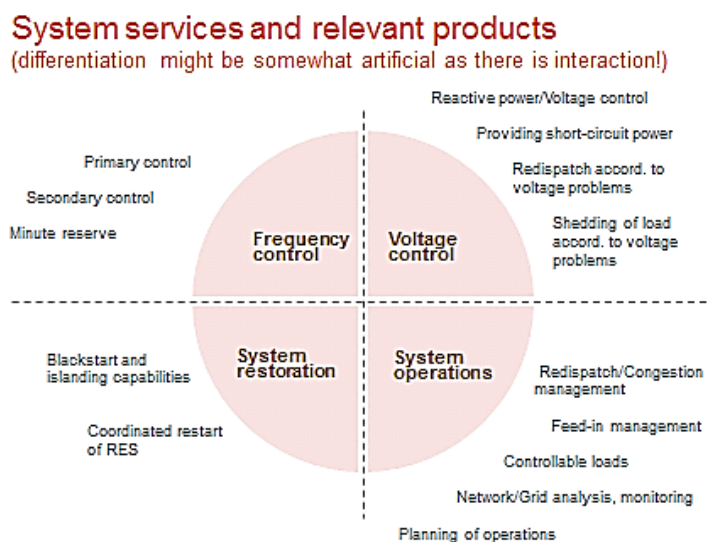 System services and relevant products
(differentiation might be somewhat artificial as there is interaction!)
Primary control
Secondary control
Minute reserve
Frequency
control
Reactive power/Voltage control
Providing short-circuit power
Redispatch accord. to
voltage problems
Shedding of load
accord. to voltage
problems
Voltage
control
Blackstart and
islanding capabilities
Coordinated restart
of RES
System
restoration
System
operations
Redispatch/Congestion
management
Feed-in management
Controllable loads
Network/Grid analysis, monitoring
Planning of operations